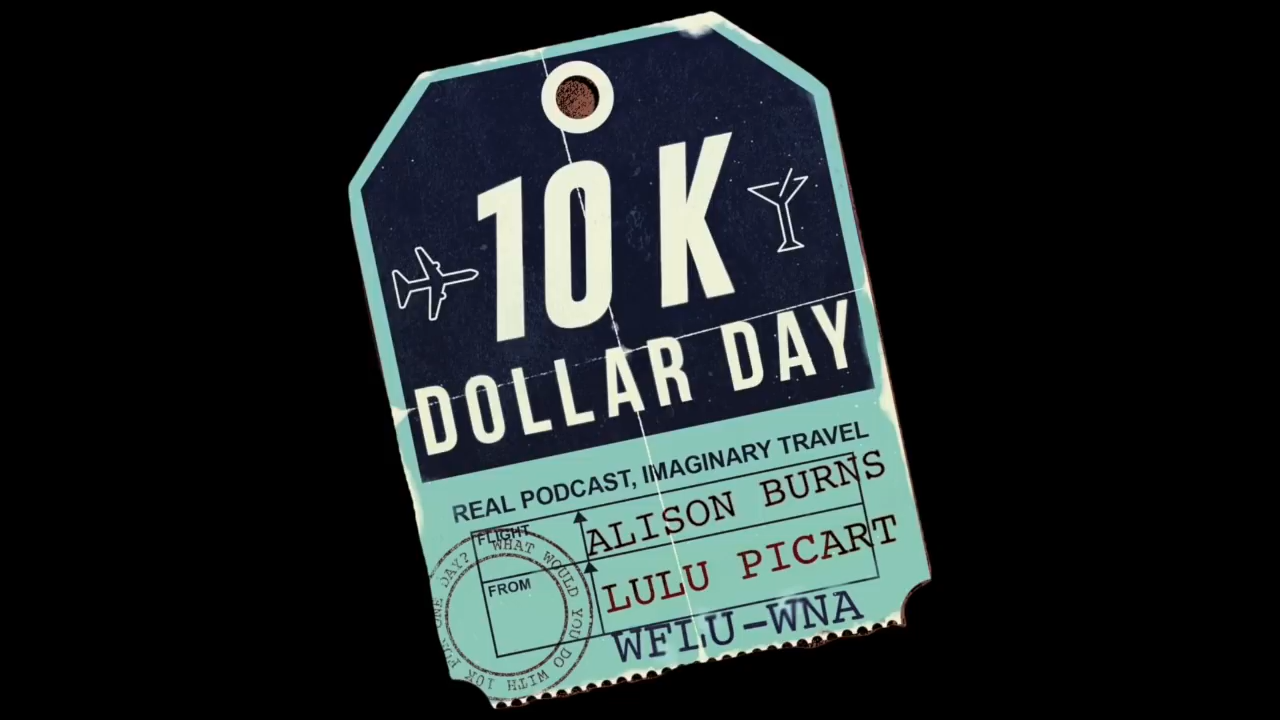 10 K
DOLLAR DAY
REAL PODCAST, IMAGINARY TRAVEL
FLIGHT
ALISON BURNS
FROM
LULU PICART
WFLU-WNA
WHAT WOULD YOU DO WITH 10K FOR ONE DAY?